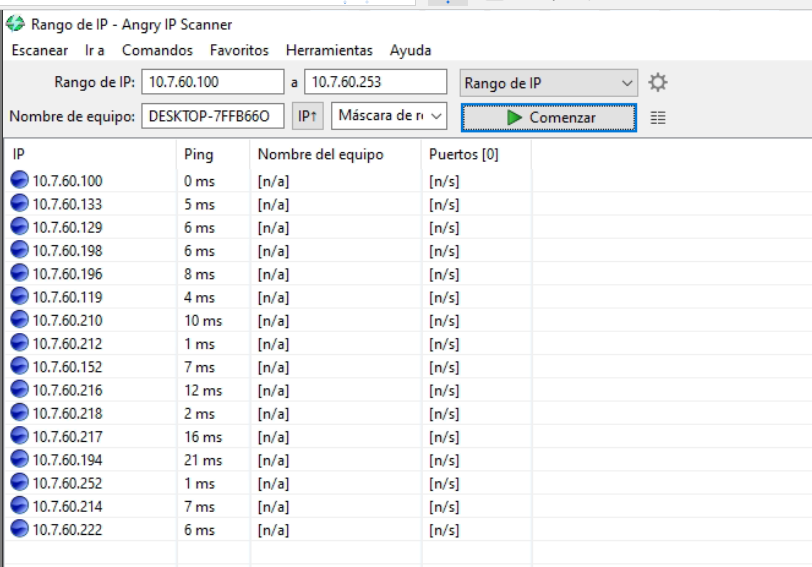 Rango de IP - Angry IP Scanner
Escanear Ir a Comandos Favoritos Herramientas Ayuda
Rango de IP: 10.7.60.100 a 10.7.60.253 Rango de IP
Nombre de equipo: DESKTOP-7FFB66O IP↑ Máscara de Comenzar
IP Ping Nombre del equipo Puertos [0]
10.7.60.100 0 ms [n/a] [n/s]
10.7.60.133 5 ms [n/a] [n/s]
10.7.60.129 6 ms [n/a] [n/s]
10.7.60.198 6 ms [n/a] [n/s]
10.7.60.196 8 ms [n/a] [n/s]
10.7.60.119 4 ms [n/a] [n/s]
10.7.60.210 10 ms [n/a] [n/s]
10.7.60.212 1 ms [n/a] [n/s]
10.7.60.152 7 ms [n/a] [n/s]
10.7.60.216 12 ms [n/a] [n/s]
10.7.60.218 2 ms [n/a] [n/s]
10.7.60.217 16 ms [n/a] [n/s]
10.7.60.194 21 ms [n/a] [n/s]
10.7.60.252 1 ms [n/a] [n/s]
10.7.60.214 7 ms [n/a] [n/s]
10.7.60.222 6 ms [n/a] [n/s]